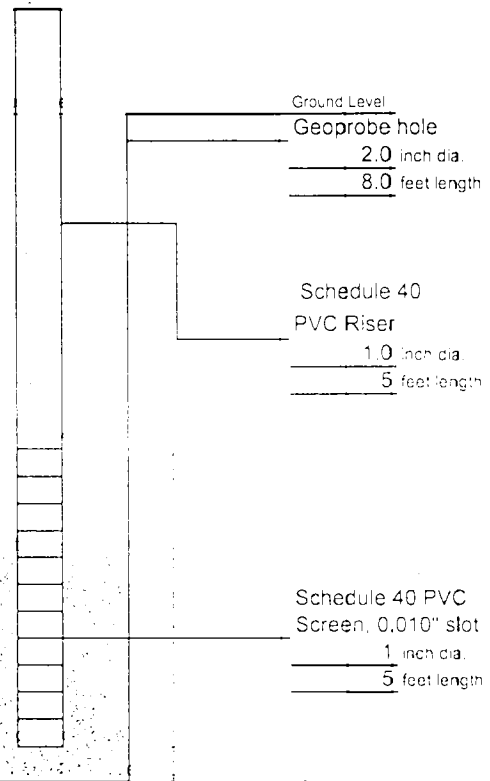 Ground Level
Geoprobe hole
2.0 inch dia.
8.0 feet length
Schedule 40
PVC Riser
1.0 inch dia.
5 feet length
Schedule 40 PVC
Screen, 0.010" slot
1 inch dia.
5 feet length